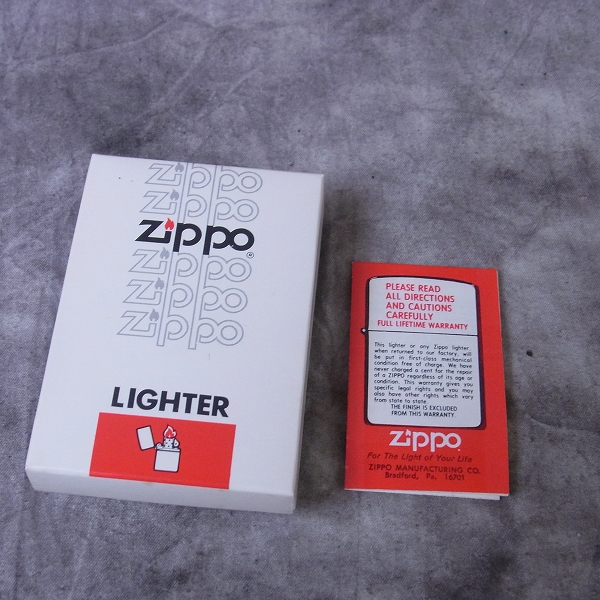 Zippo
Zippo
Zippo®
Zippo
Zippo
Zippo
LIGHTER
PLEASE READ
ALL DIRECTIONS
AND CAUTIONS
CAREFULLY
FULL LIFETIME WARRANTY
This lighter or any Zippo lighter,
when returned to our factory, will
be put in first-class mechanical
condition free of charge. We have
never charged a cent for the repair
of a ZIPPO regardless of its age or
condition. This warranty gives you
specific legal rights and you may
also have other rights which vary
from state to state.
THE FINISH IS EXCLUDED
FROM THIS WARRANTY.
Zippo
For The Light of Your Life
ZIPPO MANUFACTURING CO.
Bradford, Pa. 16701